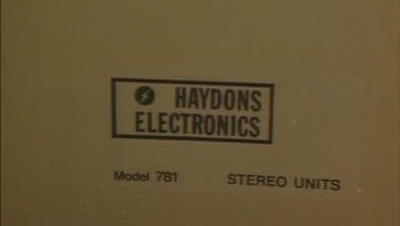 HAYDONS
ELECTRONICS
Model 781 STEREO UNITS